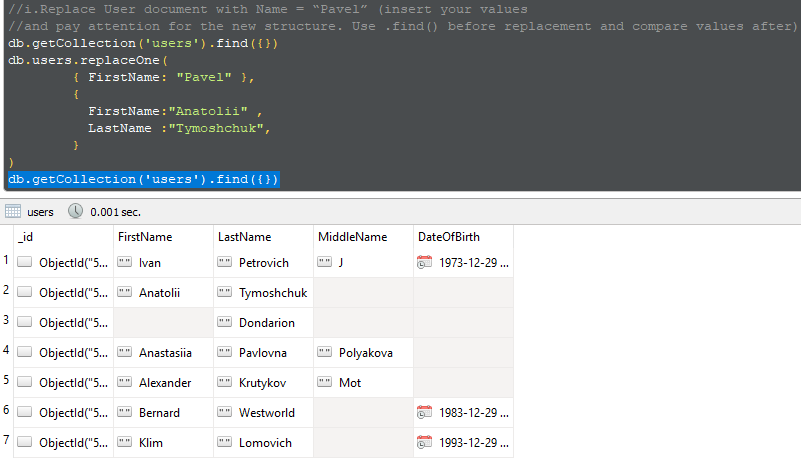 //i.Replace User document with Name = “Pavel” (insert your values
//and pay attention for the new structure. Use .find() before replacement and compare values after)
db.getCollection('users').find({})
db.users.replaceOne(
{ FirstName: "Pavel" },
{
FirstName:"Anatolii" ,
LastName :"Tymoshchuk",
}
)
db.getCollection('users').find({})
users 0.001 sec.
_id FirstName LastName MiddleName DateOfBirth
1 ObjectId("5... "" Ivan "" Petrovich "" J 1973-12-29 ...
2 ObjectId("5... "" Anatolii "" Tymoshchuk
3 ObjectId("5... "" Dondarion
4 ObjectId("5... "" Anastasiia "" Pavlovna "" Polyakova
5 ObjectId("5... "" Alexander "" Krutykov "" Mot
6 ObjectId("5... "" Bernard "" Westworld 1983-12-29 ...
7 ObjectId("5... "" Klim "" Lomovich 1993-12-29 ...